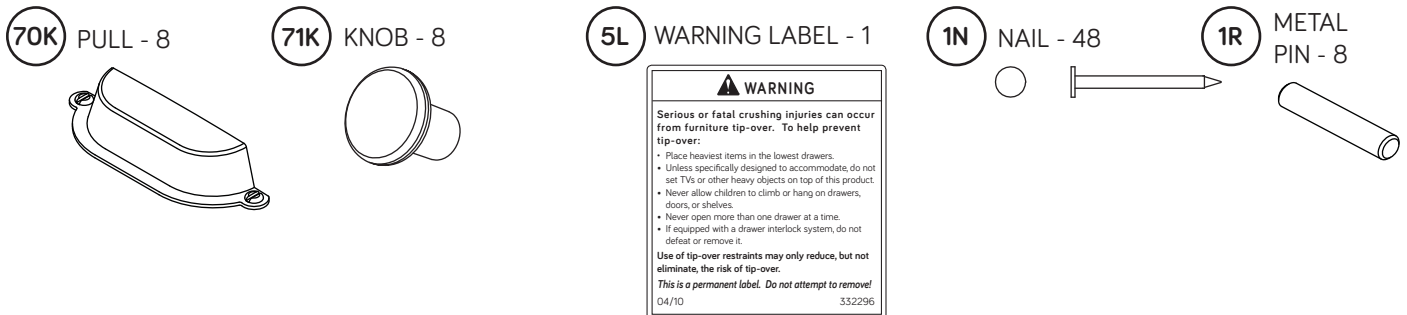 70K PULL - 8
71K KNOB - 8
5L WARNING LABEL - 1
WARNING
Serious or fatal crushing injuries can occur
from furniture tip-over. To help prevent
tip-over:
• Place heaviest items in the lowest drawers.
• Unless specifically designed to accommodate, do not
set TVs or other heavy objects on top of this product.
• Never allow children to climb or hang on drawers,
doors, or shelves.
• Never open more than one drawer at a time.
• If equipped with a drawer interlock system, do not
defeat or remove it.
Use of tip-over restraints may only reduce, but not
eliminate, the risk of tip-over.
This is a permanent label. Do not attempt to remove!
04/10 332296
1N NAIL - 48
1R METAL
PIN - 8